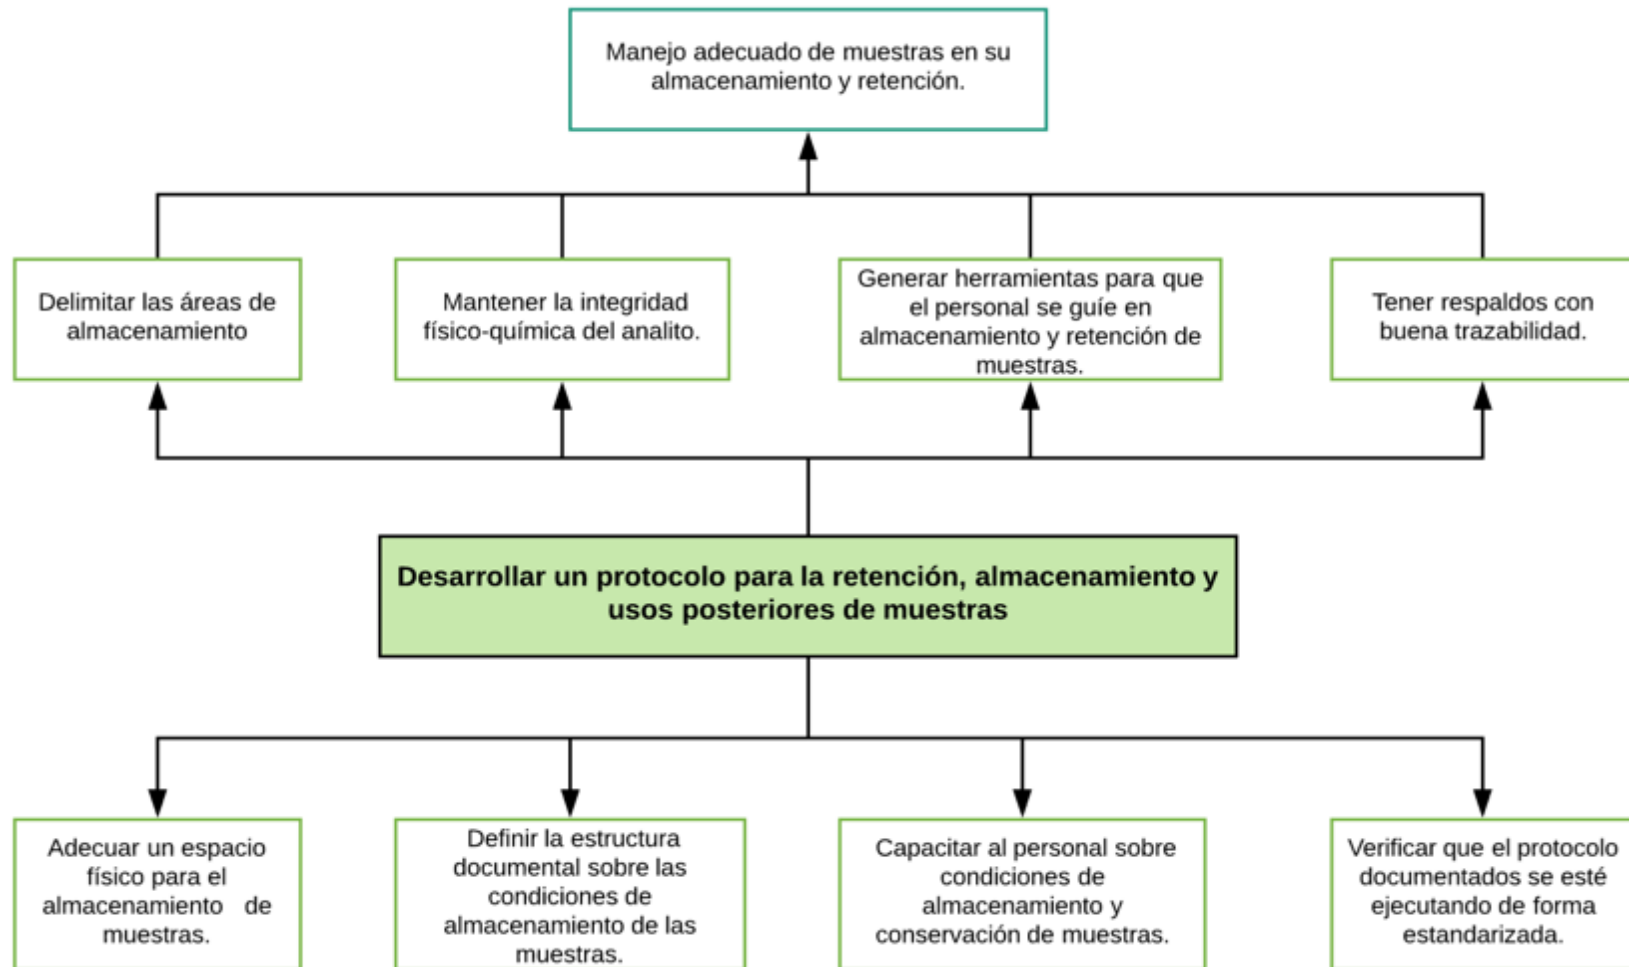 Manejo adecuado de muestras en su
almacenamiento y retención.
Delimitar las áreas de
almacenamiento
Mantener la integridad
físico-química del analito.
Generar herramientas para que
el personal se guíe en
almacenamiento y retención de
muestras.
Tener respaldos con
buena trazabilidad.
Desarrollar un protocolo para la retención, almacenamiento y
usos posteriores de muestras
Adecuar un espacio
físico para el
almacenamiento de
muestras.
Definir la estructura
documental sobre las
condiciones de
almacenamiento de las
muestras.
Capacitar al personal sobre
condiciones de
almacenamiento y
conservación de muestras.
Verificar que el protocolo
documentados se esté
ejecutando de forma
estandarizada.